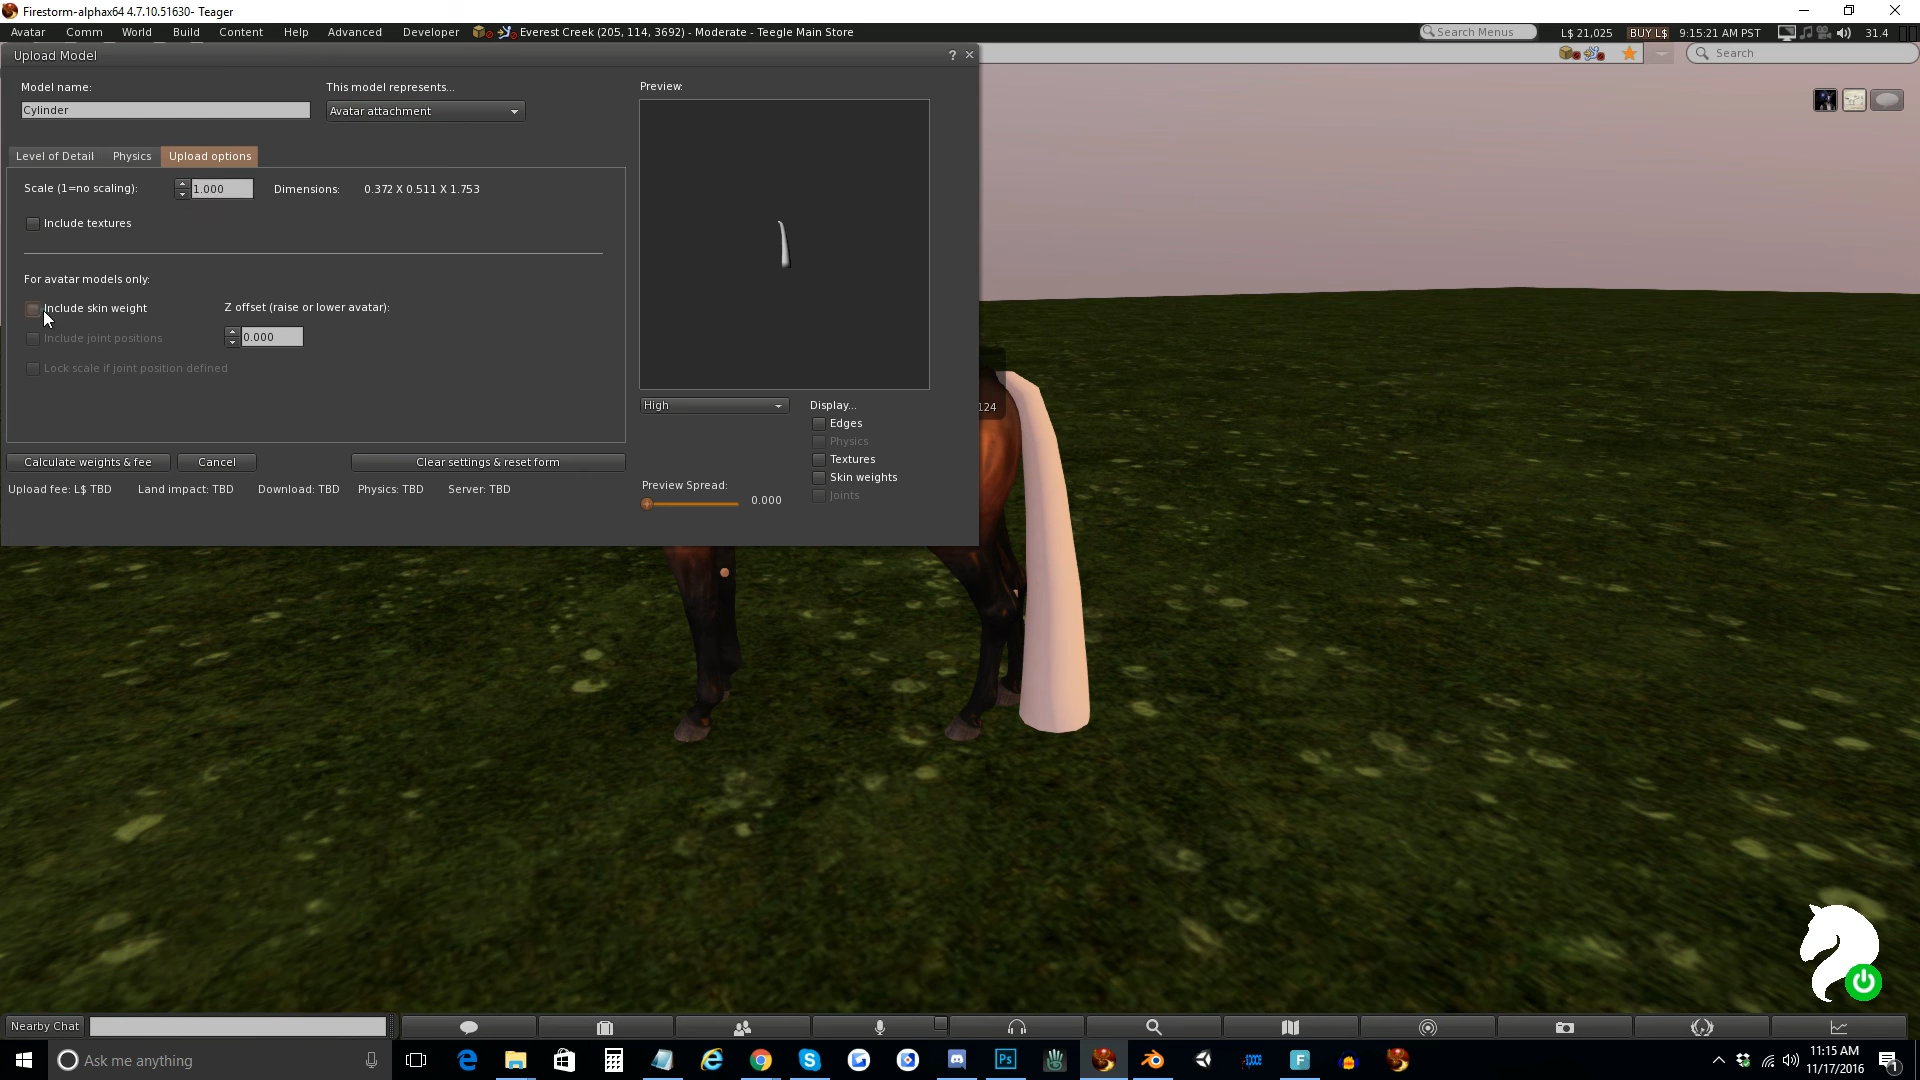 Firestorm-alphax64 4.7.10.51630- Teager
Avatar Comm World Build Content Help Advanced Developer Everest Creek (205, 114, 3692) - Moderate - Teegle Main Store Search Menus L$ 21,025 BUY L$ 9:15:21 AM PST 31.4
Search
Upload Model ?
Model name: This model represents... Preview:
Cylinder Avatar attachment
Level of Detail Physics Upload options
Scale (1=no scaling): 1.000 Dimensions: 0.372 X 0.511 X 1.753
Include textures
For avatar models only:
Include skin weight Z offset (raise or lower avatar):
Include joint positions 0.000
Lock scale if joint position defined
High Display...
124
Edges
Physics
Textures
Calculate weights & fee Cancel Clear settings & reset form
Skin weights
Upload fee: L$ TBD Land impact: TBD Download: TBD Physics: TBD Server: TBD Preview Spread:
Joints
0.000
Nearby Chat
Ask me anything
Ps
F
11:15 AM
11/17/2016
1